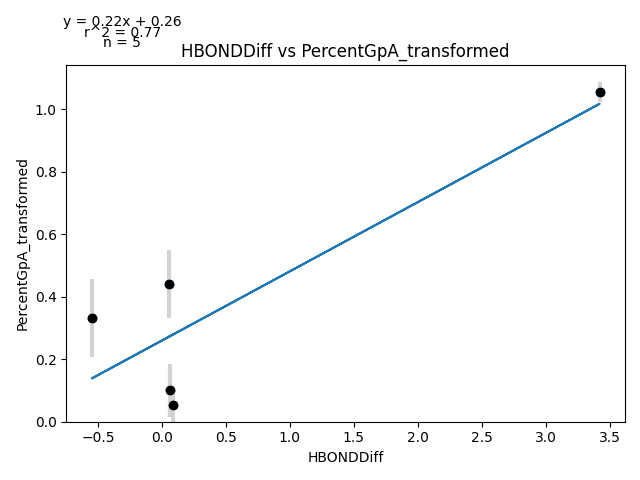 y = 0.22x + 0.26
r^2 = 0.77
n = 5
HBONDDiff vs PercentGpA_transformed
PercentGpA_transformed
1.0
0.8
0.6
0.4
0.2
0.0
−0.5 0.0 0.5 1.0 1.5 2.0 2.5 3.0 3.5
HBONDDiff